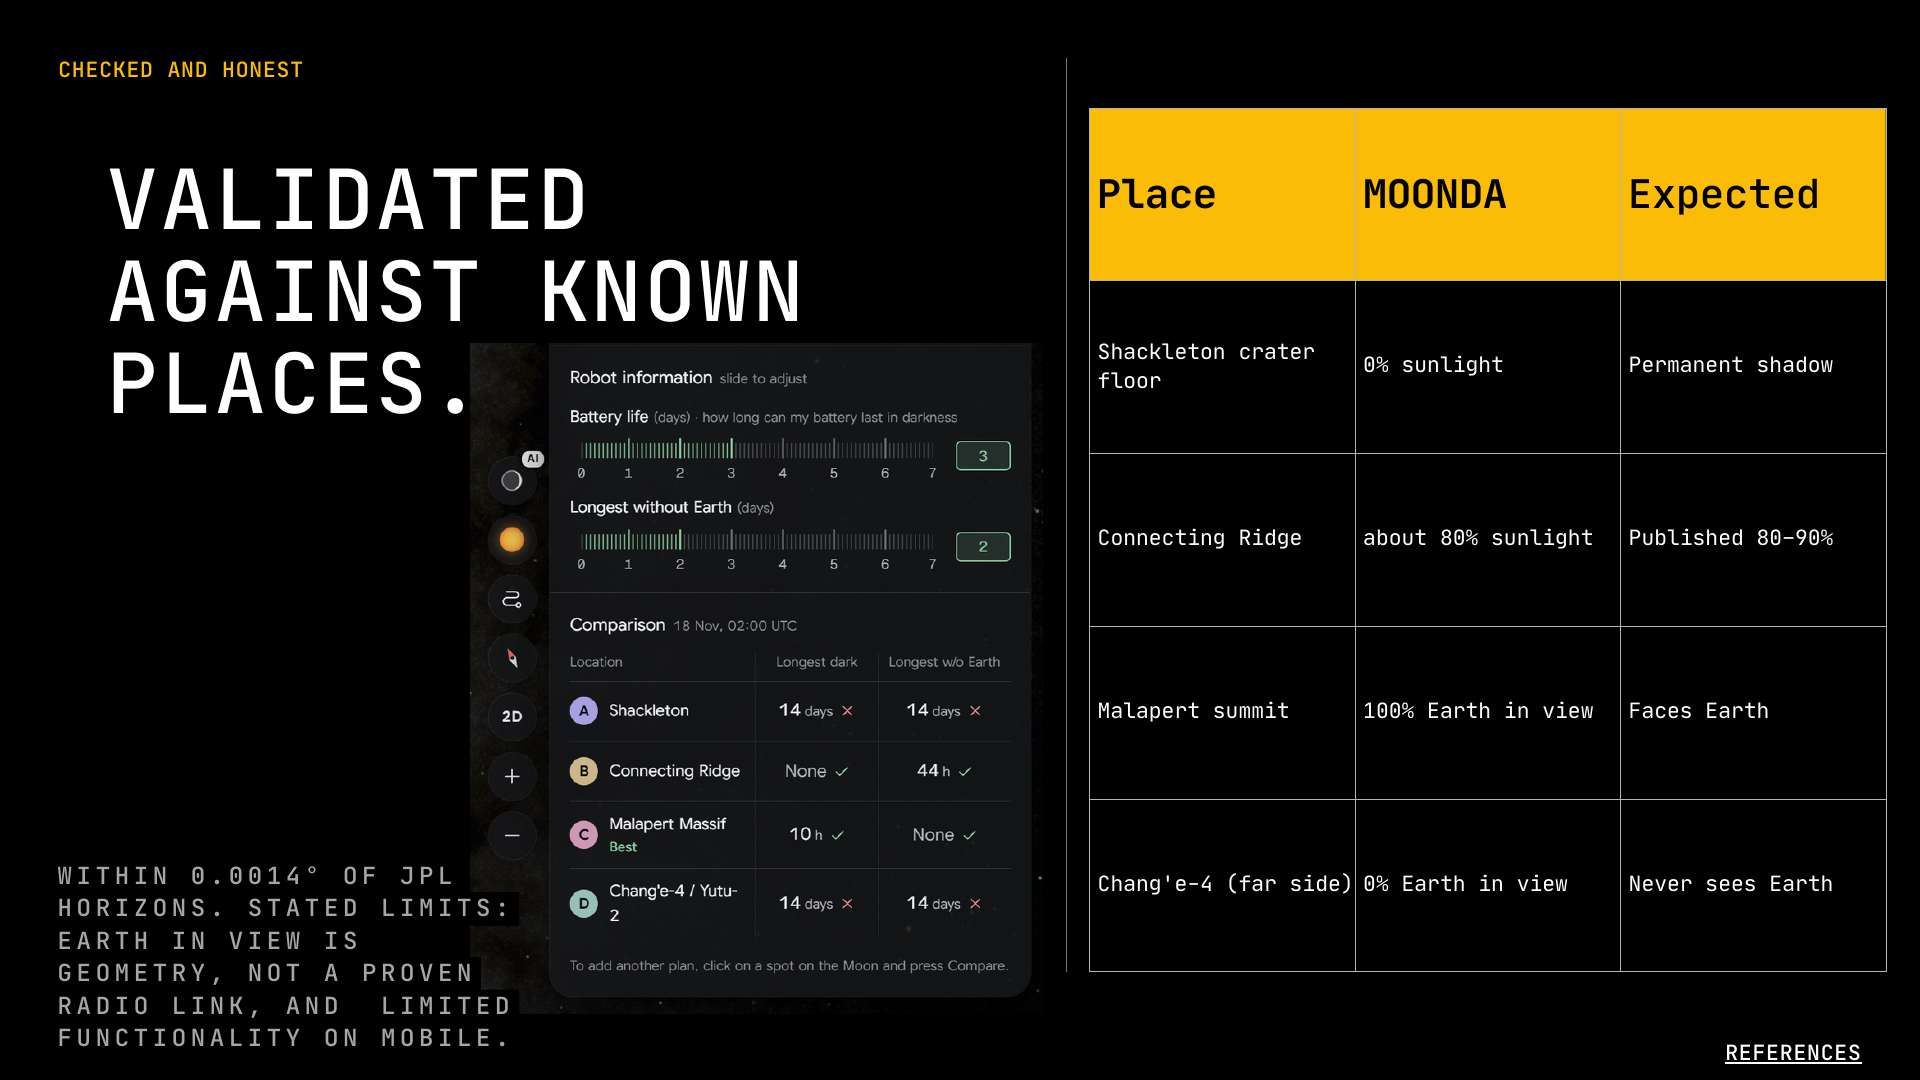 CHECKED AND HONEST
VALIDATED
AGAINST KNOWN
PLACES.
Robot information slide to adjust
Battery life (days) · how long can my battery last in darkness
3
0 1 2 3 4 5 6 7
Longest without Earth (days)
2
0 1 2 3 4 5 6 7
AI
2D
+
−
Comparison 18 Nov, 02:00 UTC
Location Longest dark Longest w/o Earth
A Shackleton 14 days ✕ 14 days ✕
B Connecting Ridge None ✓ 44 h ✓
C Malapert Massif 10 h ✓ None ✓
Best
D Chang'e-4 / Yutu- 14 days ✕ 14 days ✕
2
To add another plan, click on a spot on the Moon and press Compare.
WITHIN 0.0014° OF JPL
HORIZONS. STATED LIMITS:
EARTH IN VIEW IS
GEOMETRY, NOT A PROVEN
RADIO LINK, AND LIMITED
FUNCTIONALITY ON MOBILE.
Place MOONDA Expected
Shackleton crater
floor
0% sunlight Permanent shadow
Connecting Ridge about 80% sunlight Published 80–90%
Malapert summit 100% Earth in view Faces Earth
Chang'e-4 (far side) 0% Earth in view Never sees Earth
REFERENCES